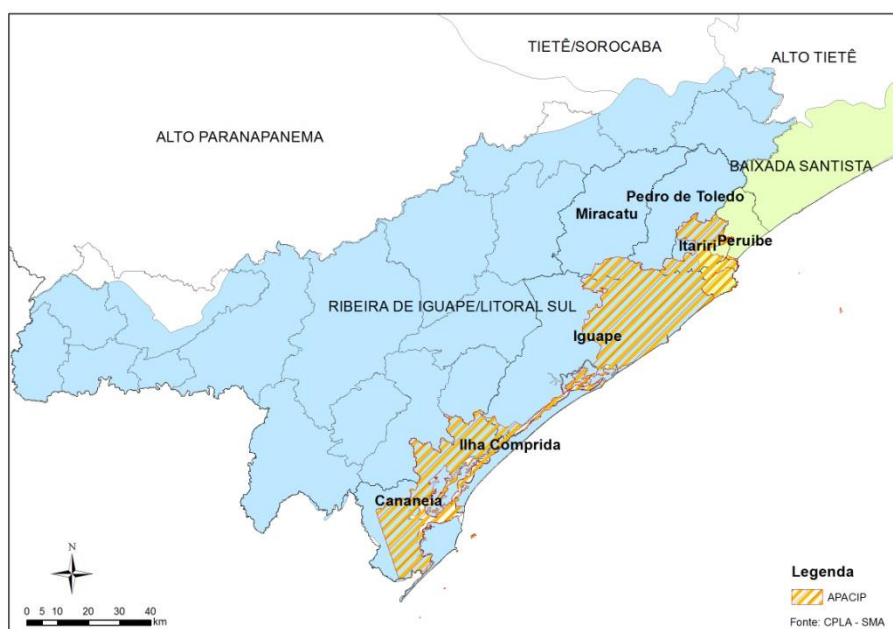 TIETÊ/SOROCABA
ALTO TIETÊ
ALTO PARANAPANEMA
BAIXADA SANTISTA
Pedro de Toledo
Miracatu
Itariri
Peruibe
RIBEIRA DE IGUAPE/LITORAL SUL
Iguape
Ilha Comprida
Cananeia
N
0 5 10 20 30 40
km
Legenda
APACIP
Fonte: CPLA - SMA